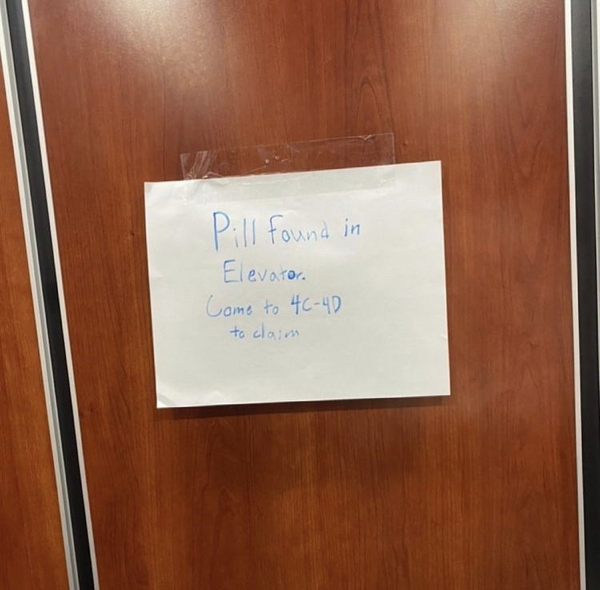 Pill Found in
Elevator.
Come to 4C-4D
to claim